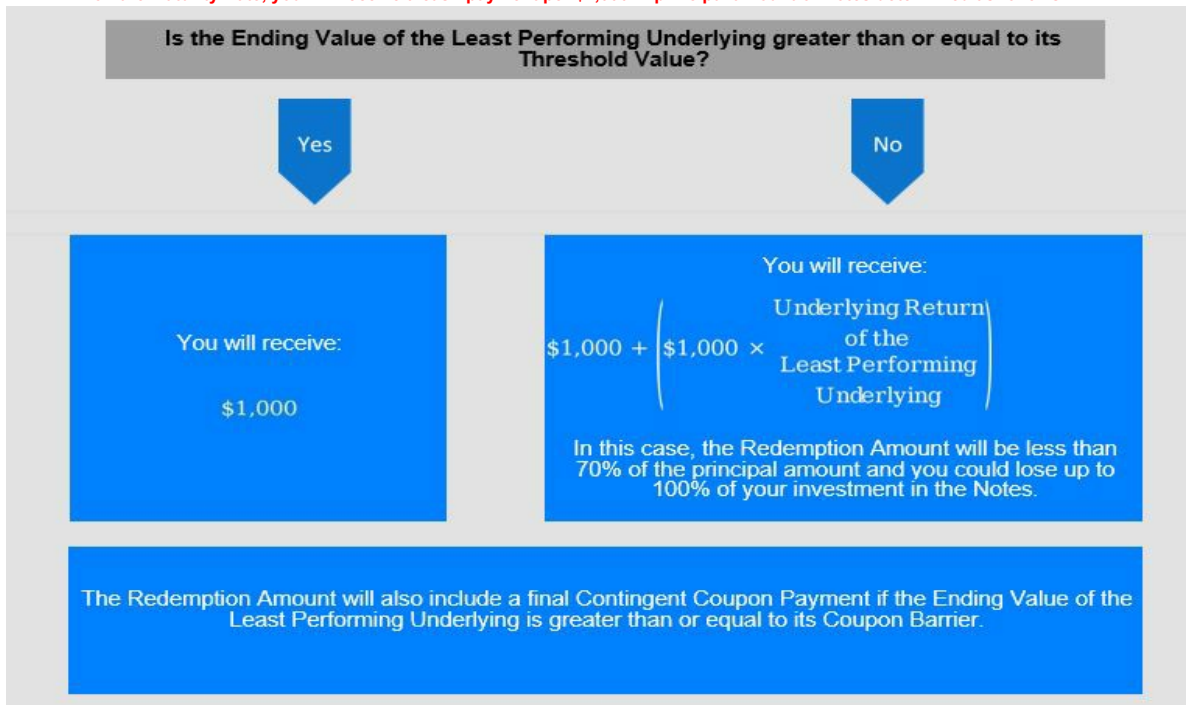 Is the Ending Value of the Least Performing Underlying greater than or equal to its
Threshold Value?
Yes
No
You will receive:
$1,000
You will receive:
$1,000 + ($1,000 × Underlying Return
of the
Least Performing
Underlying)
In this case, the Redemption Amount will be less than
70% of the principal amount and you could lose up to
100% of your investment in the Notes.
The Redemption Amount will also include a final Contingent Coupon Payment if the Ending Value of the
Least Performing Underlying is greater than or equal to its Coupon Barrier.